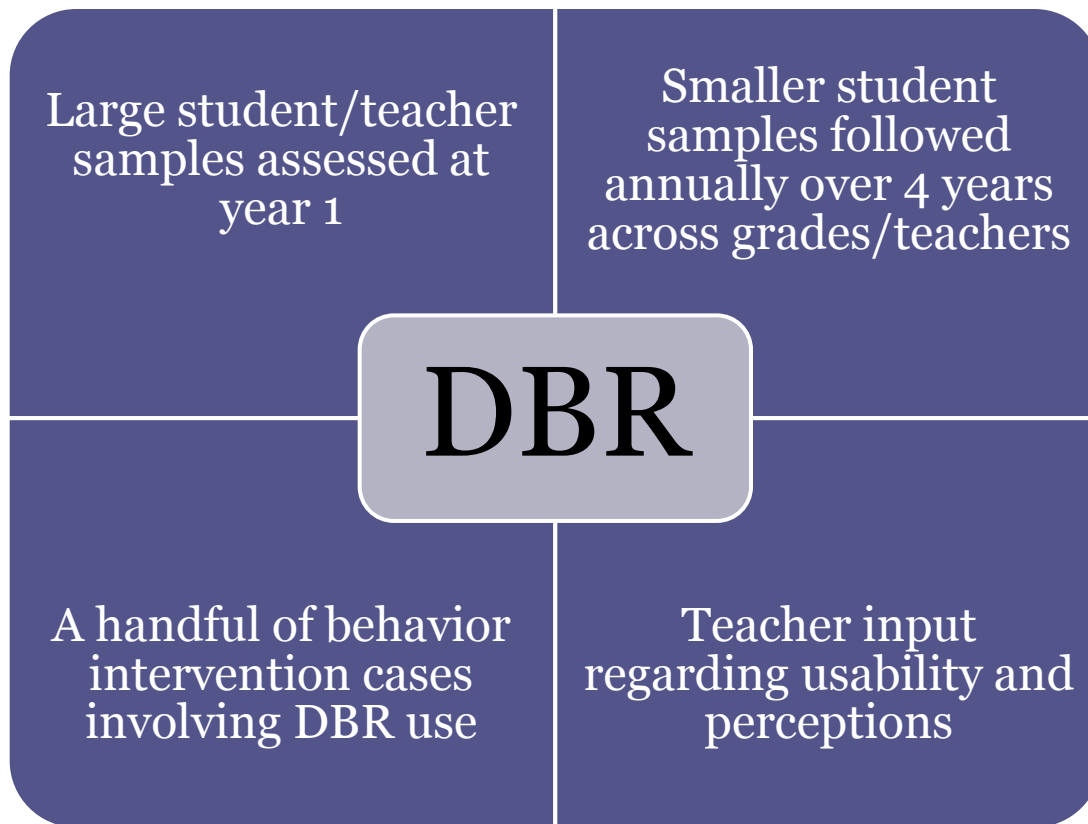 Large student/teacher
samples assessed at
year 1
Smaller student
samples followed
annually over 4 years
across grades/teachers
DBR
A handful of behavior
intervention cases
involving DBR use
Teacher input
regarding usability and
perceptions